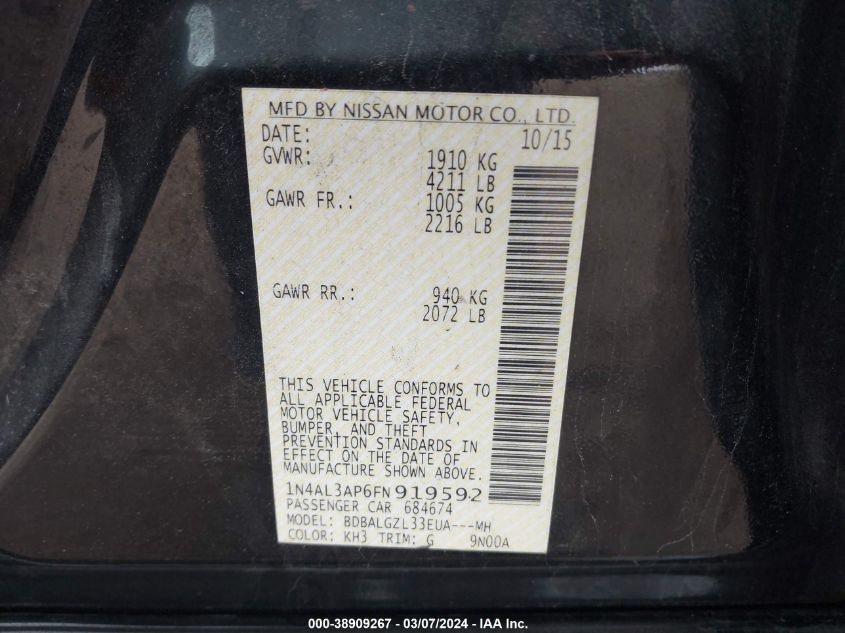 MFD BY NISSAN MOTOR CO., LTD.
DATE: 10/15
GVWR: 1910 KG
4211 LB
GAWR FR.: 1005 KG
2216 LB
GAWR RR.: 940 KG
2072 LB
THIS VEHICLE CONFORMS TO
ALL APPLICABLE FEDERAL
MOTOR VEHICLE SAFETY,
BUMPER, AND THEFT
PREVENTION STANDARDS IN
EFFECT ON THE DATE OF
MANUFACTURE SHOWN ABOVE.
1N4AL3AP6FN919592
PASSENGER CAR 684674
MODEL: BDBALGZL33EUA---MH
COLOR: KH3 TRIM: G 9N00A
000-38909267 - 03/07/2024 - IAA Inc.